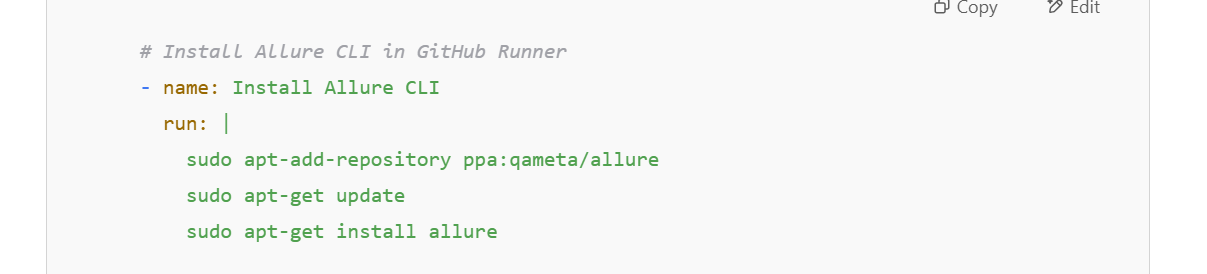 Copy Edit
# Install Allure CLI in GitHub Runner
- name: Install Allure CLI
run: |
sudo apt-add-repository ppa:qameta/allure
sudo apt-get update
sudo apt-get install allure